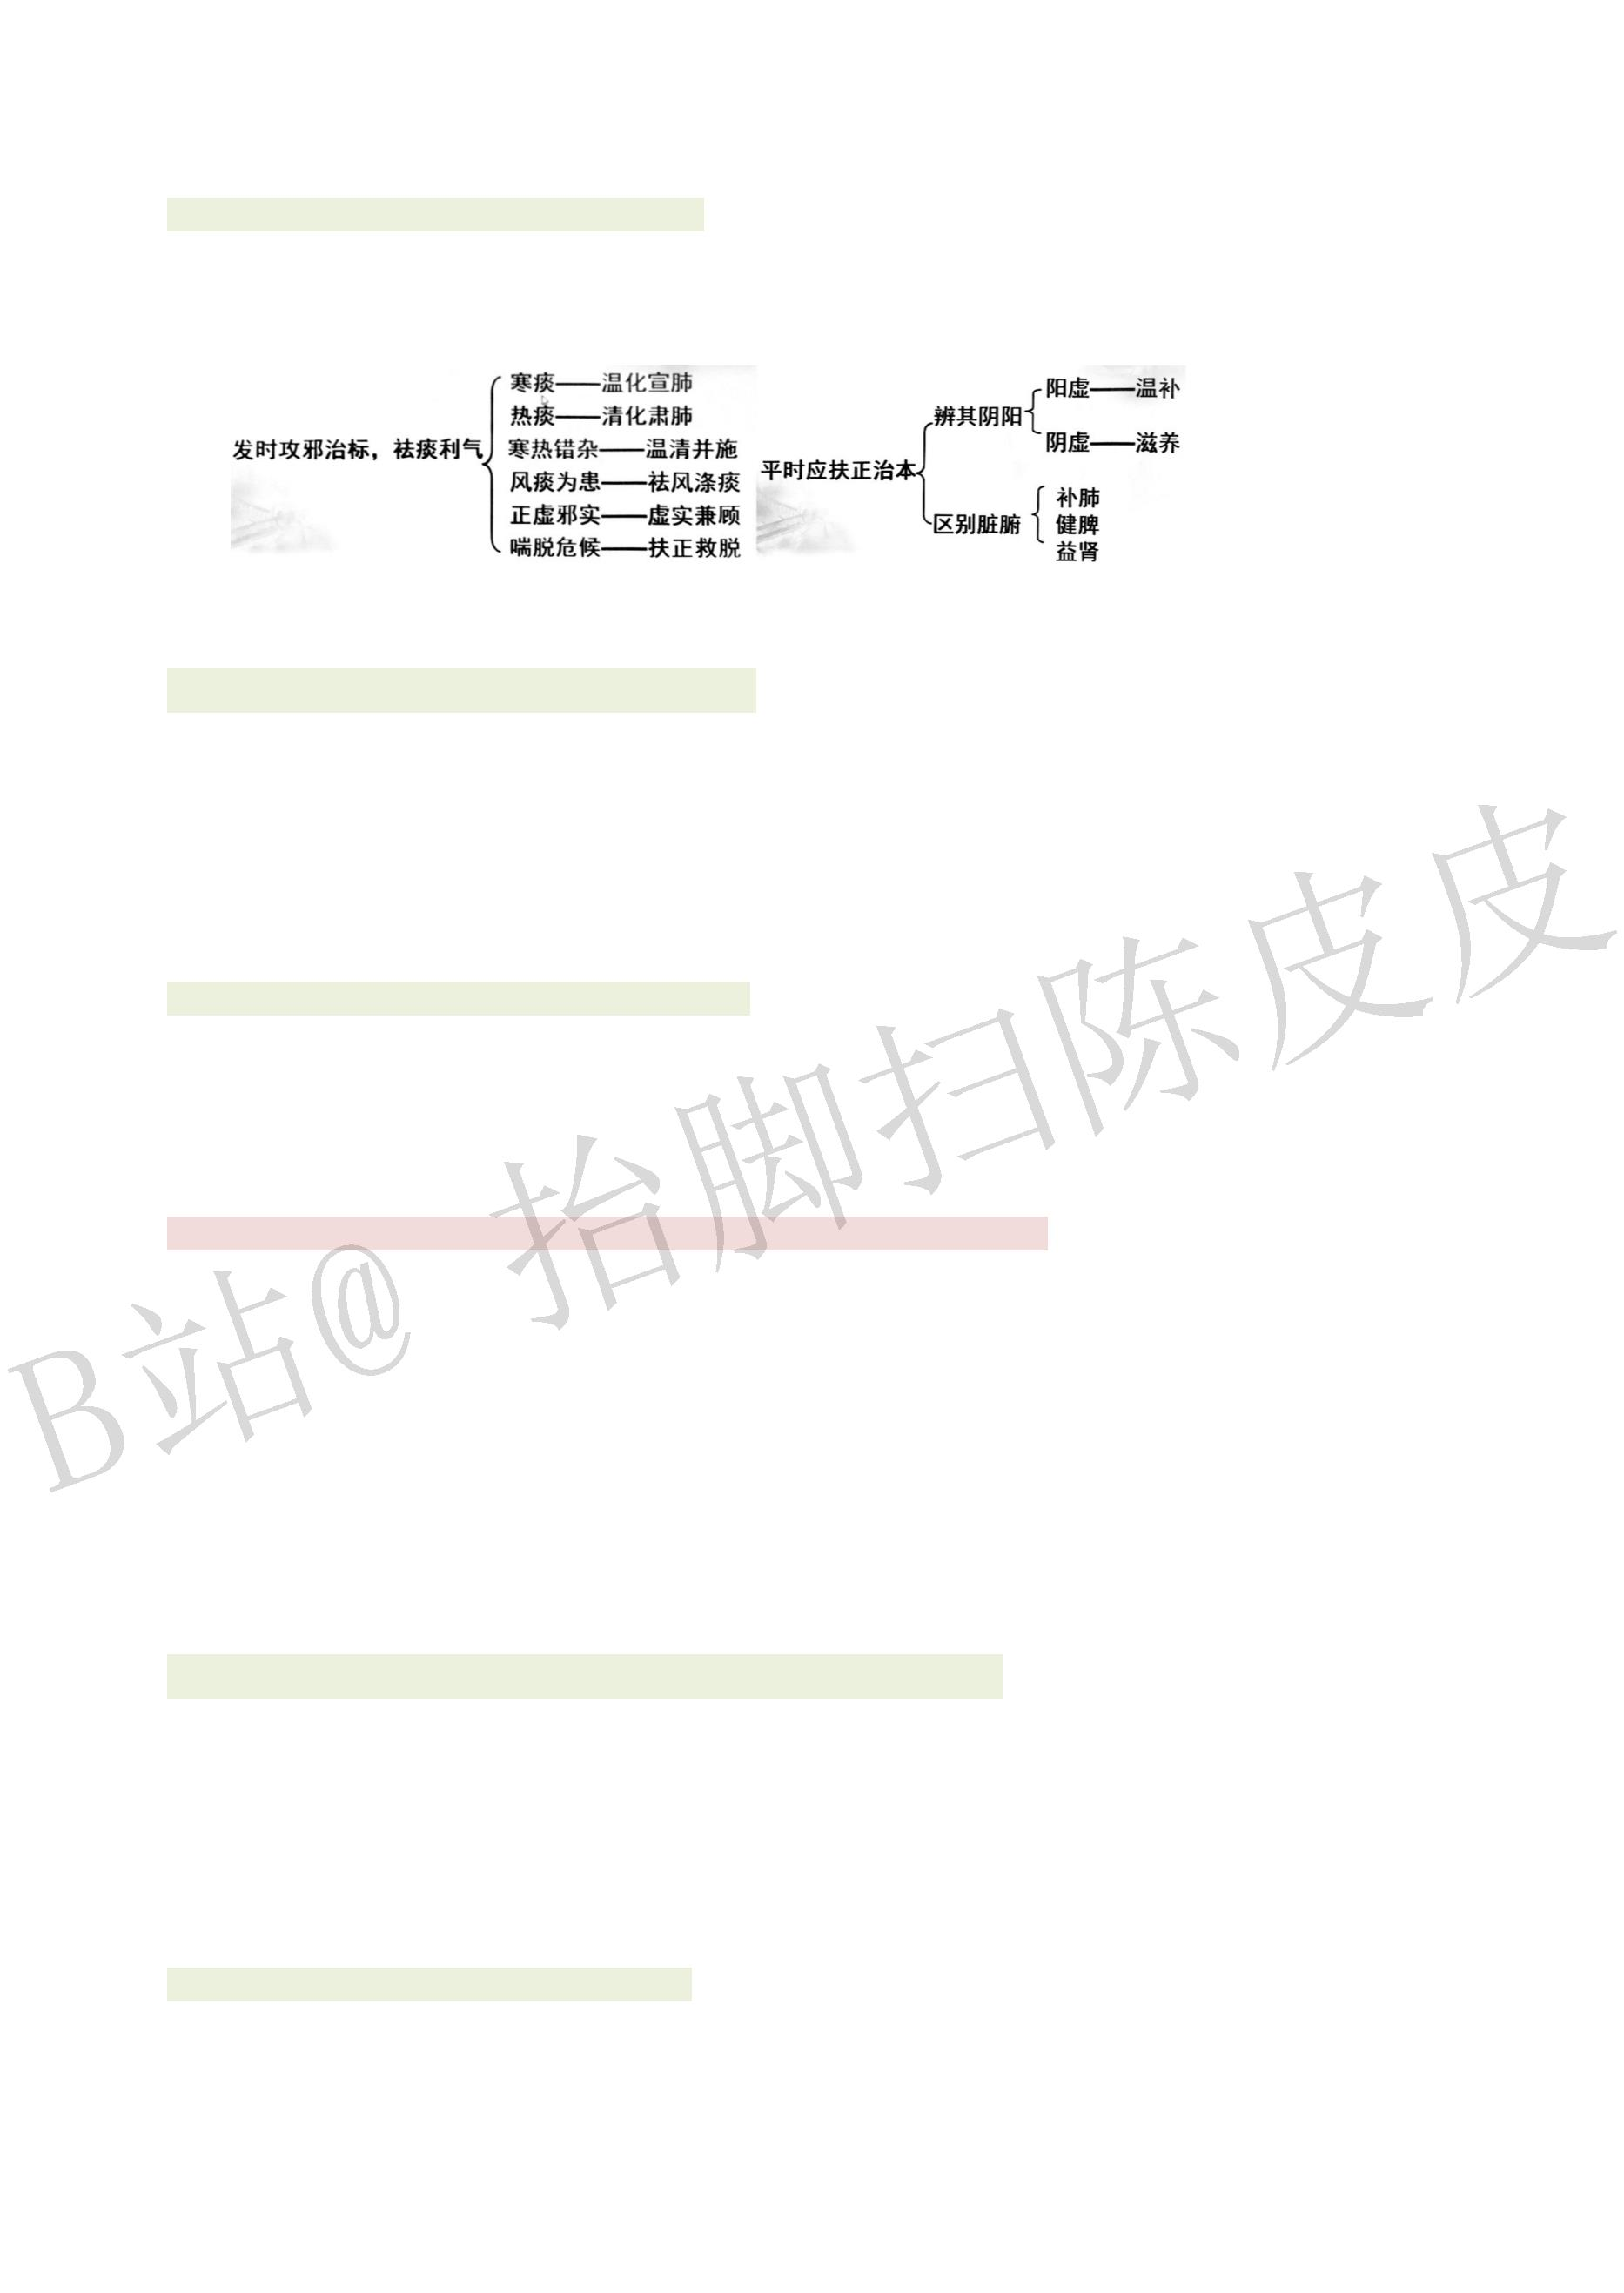 发时攻邪治标，祛痰利气
寒痰——温化宣肺
热痰——清化肃肺
寒热错杂——温清并施
风痰为患——祛风涤痰
正虚邪实——虚实兼顾
喘脱危候——扶正救脱
平时应扶正治本
辨其阴阳
阳虚——温补
阴虚——滋养
区别脏腑
补肺
健脾
益肾
B站@ 抬脚扫陈皮皮